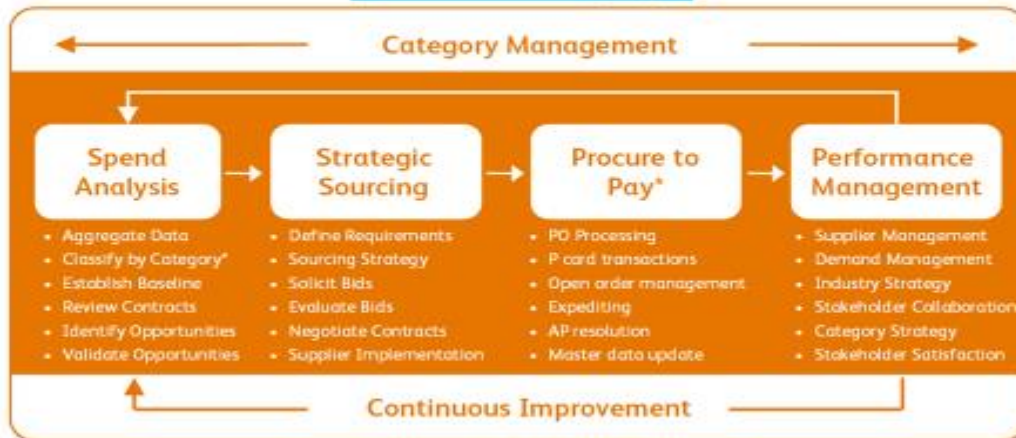 Category Management
Spend
Analysis
• Aggregate Data
• Classify by Category*
• Establish Baseline
• Review Contracts
• Identify Opportunities
• Validate Opportunities
Strategic
Sourcing
• Define Requirements
• Sourcing Strategy
• Solicit Bids
• Evaluate Bids
• Negotiate Contracts
• Supplier Implementation
Procure to
Pay*
• PO Processing
• P card transactions
• Open order management
• Expediting
• AP resolution
• Master data update
Performance
Management
• Supplier Management
• Demand Management
• Industry Strategy
• Stakeholder Collaboration
• Category Strategy
• Stakeholder Satisfaction
Continuous Improvement